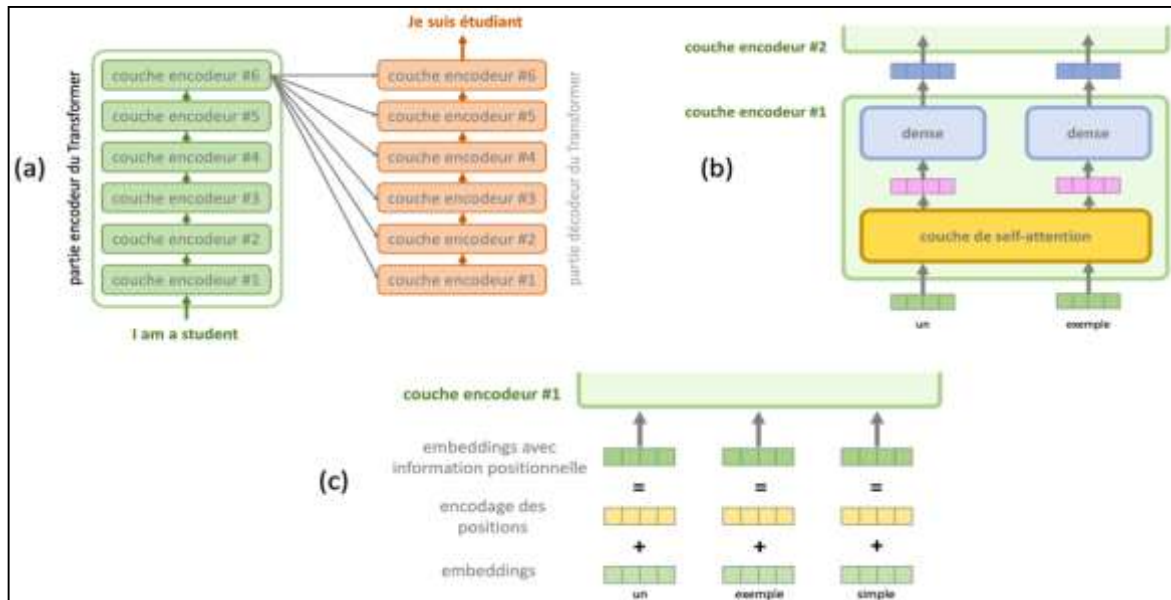 (a)
partie encodeur du Transformer
couche encodeur #6
couche encodeur #5
couche encodeur #4
couche encodeur #3
couche encodeur #2
couche encodeur #1
I am a student
Je suis étudiant
couche encodeur #6
couche encodeur #5
couche encodeur #4
couche encodeur #3
couche encodeur #2
couche encodeur #1
partie décodeur du Transformer
(b)
couche encodeur #2
couche encodeur #1
dense
dense
couche de self-attention
un
exemple
(c)
couche encodeur #1
embeddings avec
information positionnelle
= = =
encodage des
positions
+ + +
embeddings
un
exemple
simple